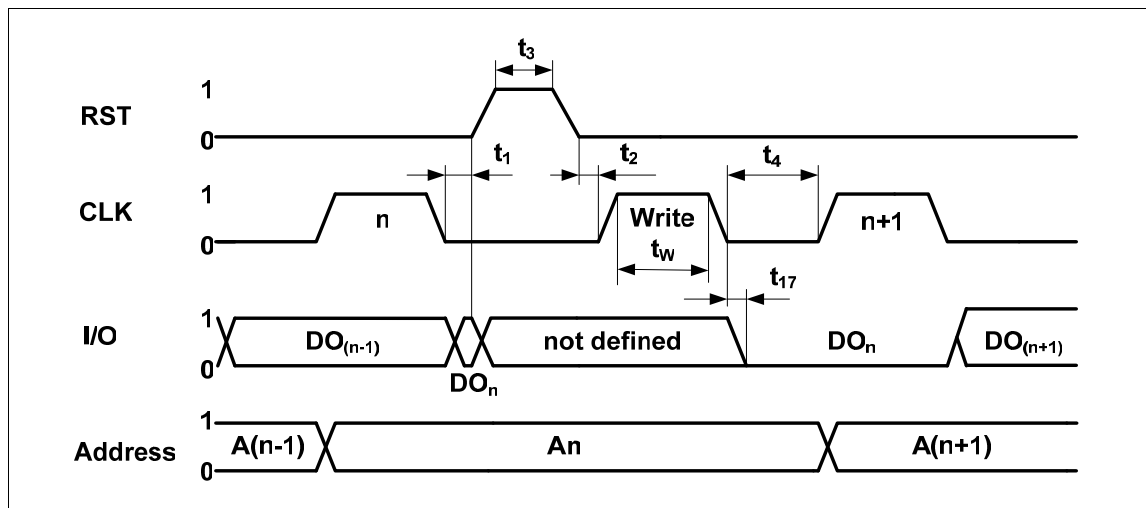 t₃
1
RST
0
t₁
t₂
t₄
1
CLK
n
Write
n+1
0
t_W
t₁₇
1
I/O
DO₍ₙ₋₁₎
not defined
DOₙ
DO₍ₙ₊₁₎
0
DOₙ
1
Address
A(n-1)
An
A(n+1)
0